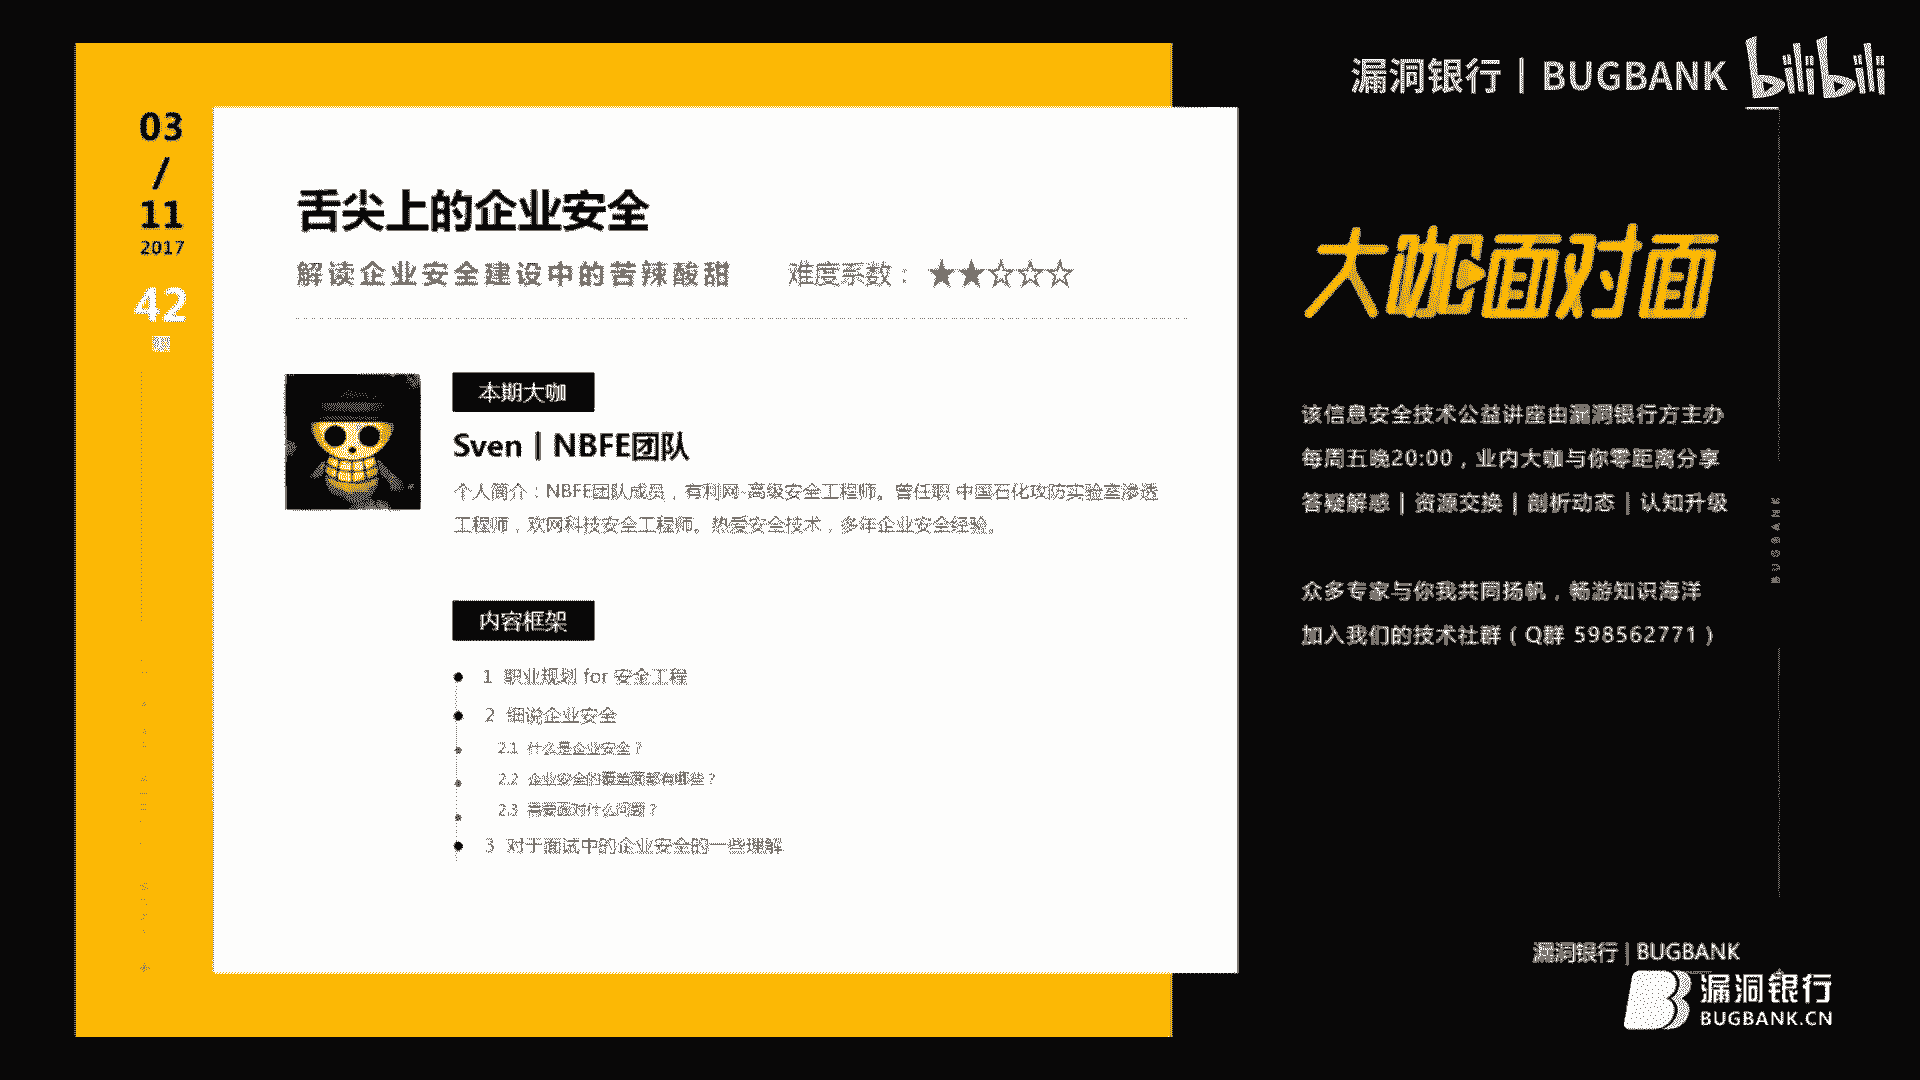 漏洞银行 | BUGBANK bilibili
03
/
11
2017
42
期
舌尖上的企业安全
解读企业安全建设中的苦辣酸甜 难度系数：★★☆☆☆
本期大咖
Sven | NBFE团队
个人简介：NBFE团队成员，有利网-高级安全工程师。曾任职 中国石化攻防实验室渗透
工程师，欢网科技安全工程师。热爱安全技术，多年企业安全经验。
内容框架
1 职业规划 for 安全工程
2 细说企业安全
2.1 什么是企业安全？
2.2 企业安全的覆盖面都有哪些？
2.3 需要面对什么问题？
3 对于面试中的企业安全的一些理解
大咖面对面
该信息安全技术公益讲座由漏洞银行方主办
每周五晚20:00，业内大咖与你零距离分享
答疑解惑 | 资源交换 | 剖析动态 | 认知升级
众多专家与你我共同扬帆，畅游知识海洋
加入我们的技术社群（Q群 598562771）
BUGBANK
漏洞银行 | BUGBANK
漏洞银行
BUGBANK.CN